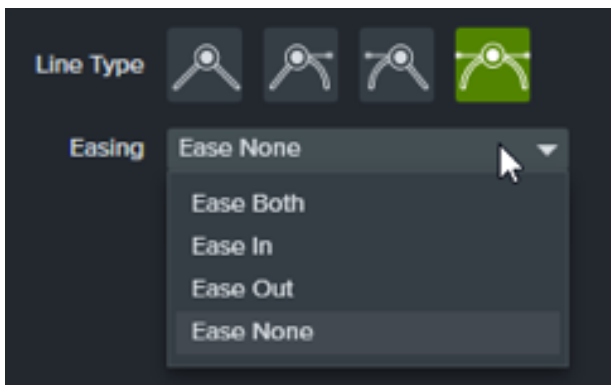 Line Type
Easing Ease None
Ease Both
Ease In
Ease Out
Ease None